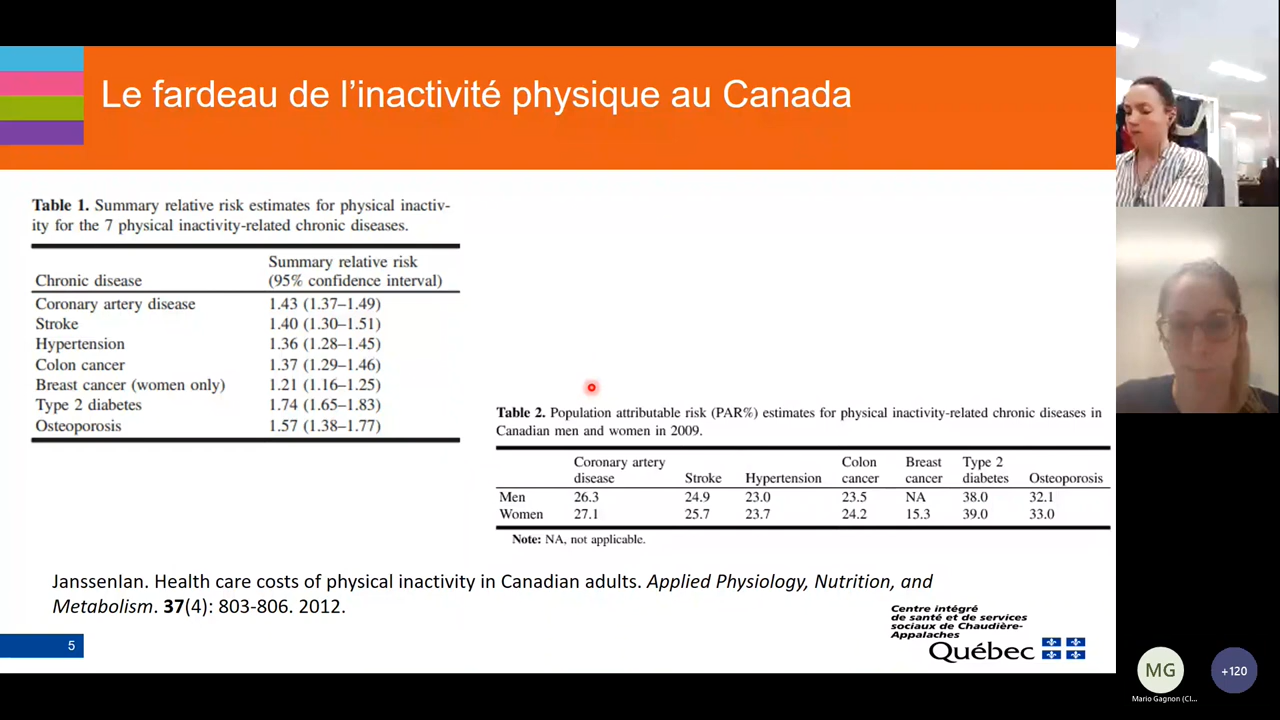 Le fardeau de l’inactivité physique au Canada
Table 1. Summary relative risk estimates for physical inactiv-
ity for the 7 physical inactivity-related chronic diseases.
Summary relative risk
Chronic disease (95% confidence interval)
Coronary artery disease 1.43 (1.37–1.49)
Stroke 1.40 (1.30–1.51)
Hypertension 1.36 (1.28–1.45)
Colon cancer 1.37 (1.29–1.46)
Breast cancer (women only) 1.21 (1.16–1.25)
Type 2 diabetes 1.74 (1.65–1.83)
Osteoporosis 1.57 (1.38–1.77)
Table 2. Population attributable risk (PAR%) estimates for physical inactivity-related chronic diseases in
Canadian men and women in 2009.
Coronary artery Colon Breast Type 2
disease Stroke Hypertension cancer cancer diabetes Osteoporosis
Men 26.3 24.9 23.0 23.5 NA 38.0 32.1
Women 27.1 25.7 23.7 24.2 15.3 39.0 33.0
Note: NA, not applicable.
JanssenIan. Health care costs of physical inactivity in Canadian adults. Applied Physiology, Nutrition, and
Metabolism. 37(4): 803-806. 2012.
Centre intégré
de santé et de services
sociaux de Chaudière-
Appalaches
Québec
5
MG
+120
Mario Gagnon (CI...